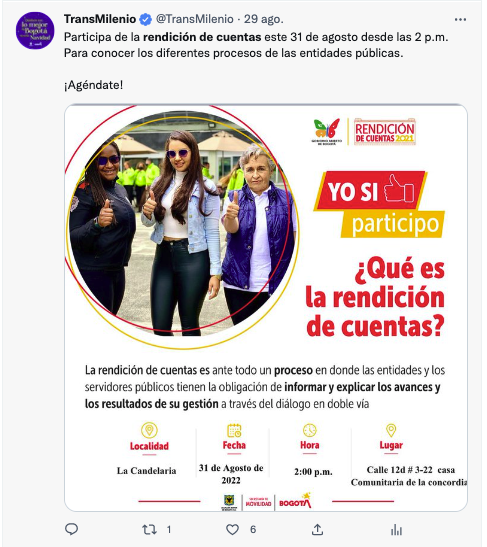 TransMilenio @TransMilenio · 29 ago.
Participa de la rendición de cuentas este 31 de agosto desde las 2 p.m.
Para conocer los diferentes procesos de las entidades públicas.
¡Agéndate!
RENDICIÓN
DE CUENTAS 2021
YO SI
participo
¿Qué es
la rendición
de cuentas?
La rendición de cuentas es ante todo un proceso en donde las entidades y los
servidores públicos tienen la obligación de informar y explicar los avances y
los resultados de su gestión a través del diálogo en doble vía
Localidad
Fecha
Hora
Lugar
La Candelaria
31 de Agosto de
2022
2:00 p.m.
Calle 12d # 3-22 casa
Comunitaria de la concordia
MOVILIDAD
BOGOTÁ
1
6